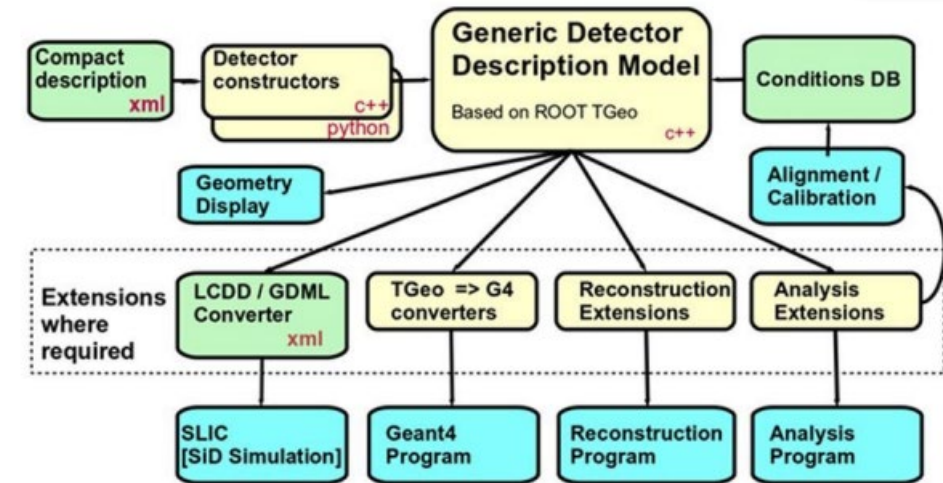 Compact
description
xml
Detector
constructors
c++
python
Generic Detector
Description Model
Based on ROOT TGeo
c++
Conditions DB
Geometry
Display
Alignment /
Calibration
Extensions
where
required
LCDD / GDML
Converter
xml
TGeo => G4
converters
Reconstruction
Extensions
Analysis
Extensions
SLIC
[SiD Simulation]
Geant4
Program
Reconstruction
Program
Analysis
Program